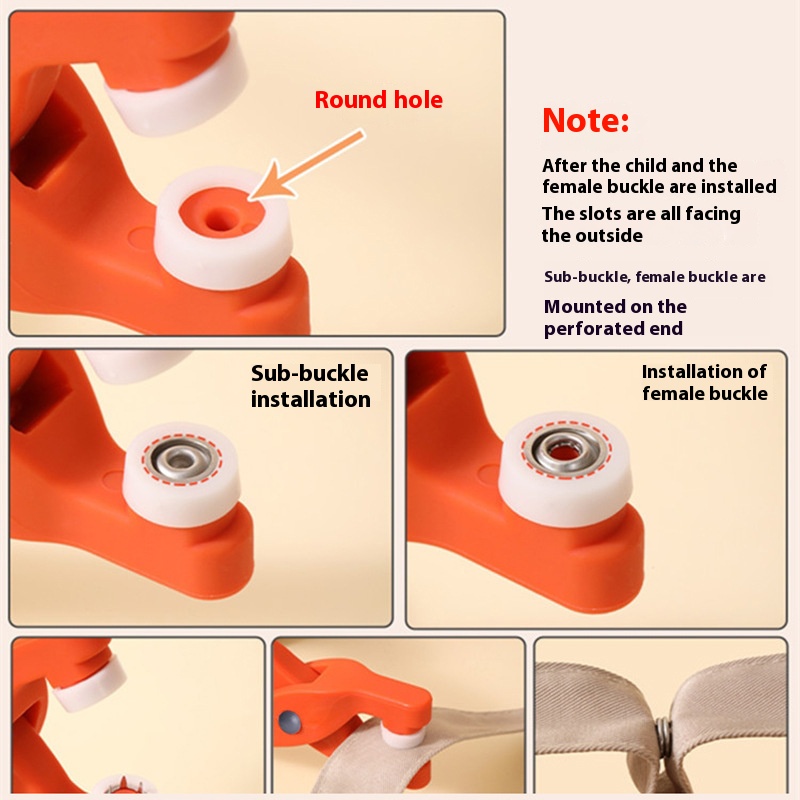 Round hole
Note:
After the child and the
female buckle are installed
The slots are all facing
the outside
Sub-buckle, female buckle are
Mounted on the
perforated end
Sub-buckle
installation
Installation of
female buckle